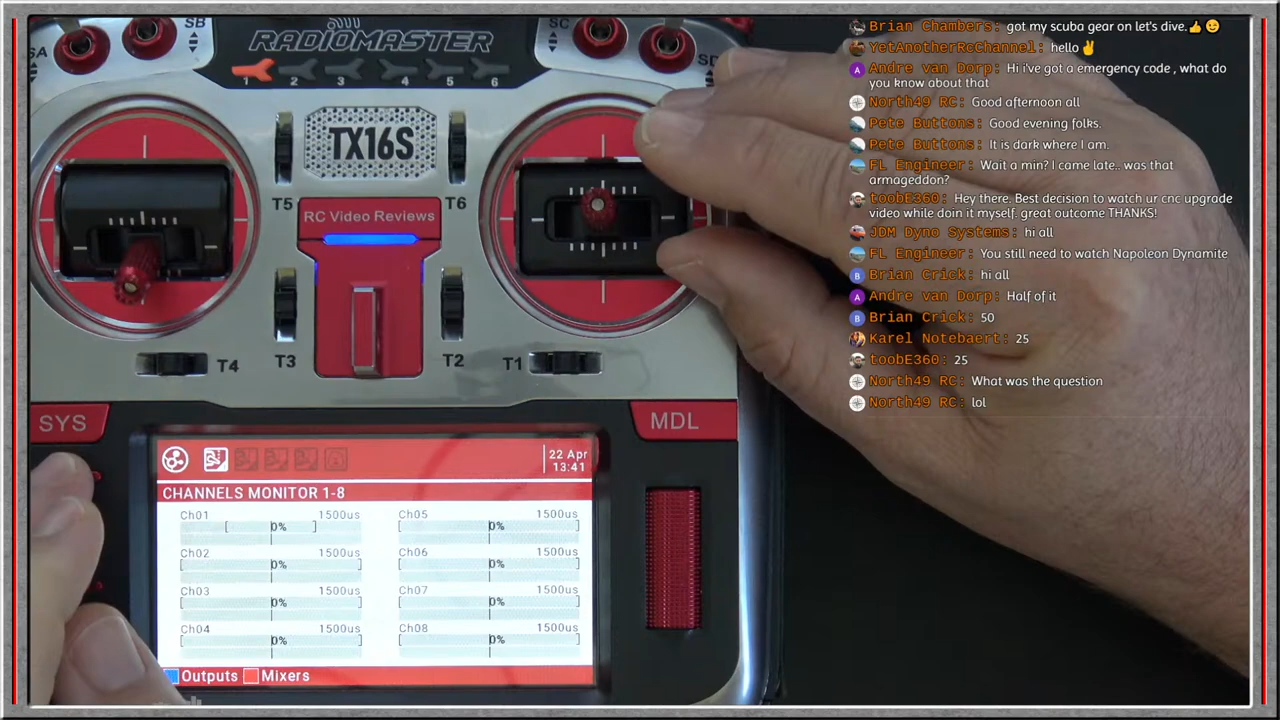 SA
SB
SC
SD
RADIOMASTER
1 2 3 4 5 6
TX16S
T5
T6
RC Video Reviews
T4
T3
T2
T1
SYS
MDL
22 Apr
13:41
CHANNELS MONITOR 1-8
Ch01 1500us
0%
Ch02 1500us
0%
Ch03 1500us
0%
Ch04 1500us
0%
Ch05 1500us
0%
Ch06 1500us
0%
Ch07 1500us
0%
Ch08 1500us
0%
Outputs Mixers
Brian Chambers: got my scuba gear on let's dive.👍😉
YetAnotherRcChannel: hello✌
A Andre van Dorp: Hi i've got a emergency code , what do
you know about that
North49 RC: Good afternoon all
Pete Buttons: Good evening folks.
Pete Buttons: It is dark where I am.
FL Engineer: Wait a min? I came late.. was that
armageddon?
toobE360: Hey there. Best decision to watch ur cnc upgrade
video while doin it myself. great outcome THANKS!
JDM Dyno Systems: hi all
FL Engineer: You still need to watch Napoleon Dynamite
B Brian Crick: hi all
A Andre van Dorp: Half of it
B Brian Crick: 50
Karel Notebaert: 25
toobE360: 25
North49 RC: What was the question
North49 RC: lol